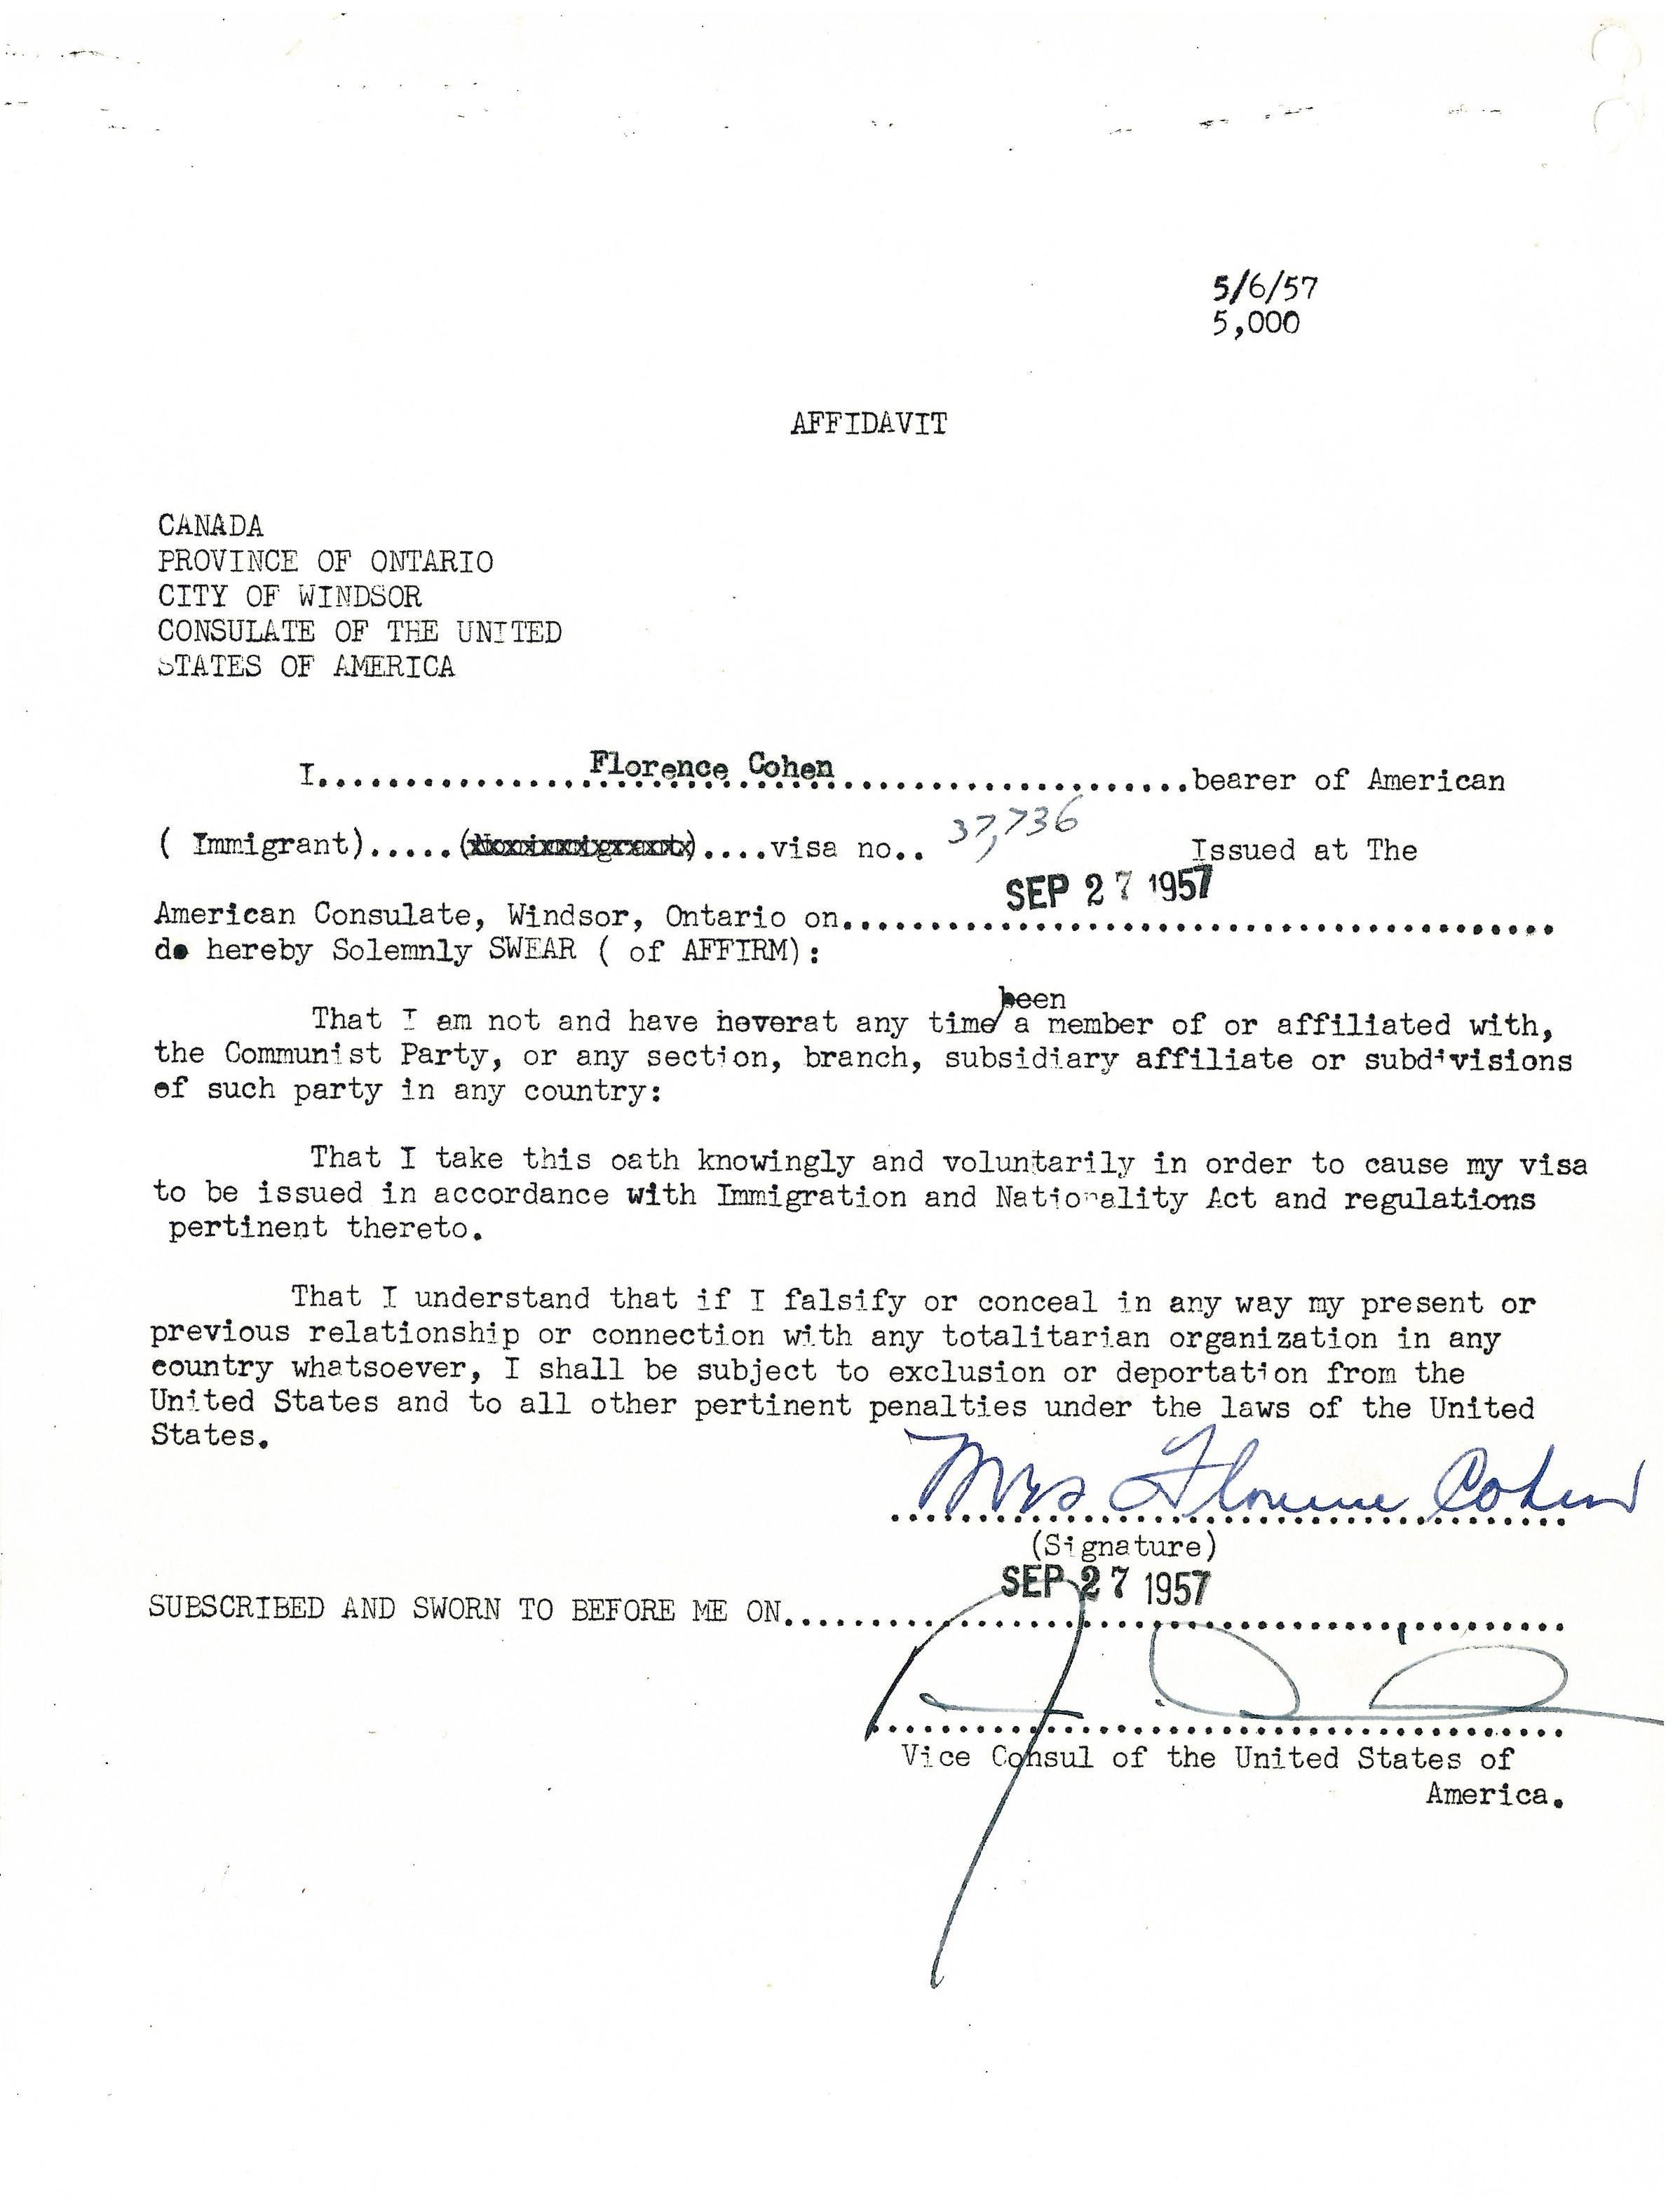 5/6/57
5,000
AFFIDAVIT
CANADA
PROVINCE OF ONTARIO
CITY OF WINDSOR
CONSULATE OF THE UNITED
STATES OF AMERICA
I................Florence Cohen....................................bearer of American
( Immigrant).....(Nonimmigrant)....visa no.. 37,736 Issued at The
SEP 27 1957
American Consulate, Windsor, Ontario on........................................
do hereby Solemnly SWEAR ( of AFFIRM):
been
That I am not and have neverat any time/a member of or affiliated with,
the Communist Party, or any section, branch, subsidiary affiliate or subdivisions
of such party in any country:
That I take this oath knowingly and voluntarily in order to cause my visa
to be issued in accordance with Immigration and Nationality Act and regulations
pertinent thereto.
That I understand that if I falsify or conceal in any way my present or
previous relationship or connection with any totalitarian organization in any
country whatsoever, I shall be subject to exclusion or deportation from the
United States and to all other pertinent penalties under the laws of the United
States.
Mrs Florence Cohen
(Signature)
SEP 27 1957
SUBSCRIBED AND SWORN TO BEFORE ME ON............................................
Vice Consul of the United States of
America.